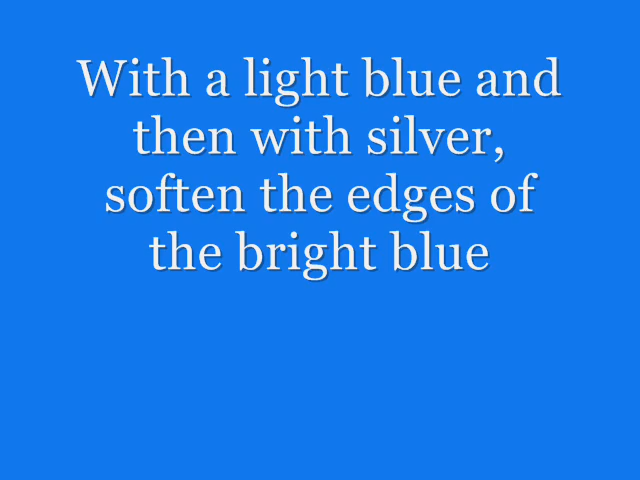 With a light blue and
then with silver,
soften the edges of
the bright blue